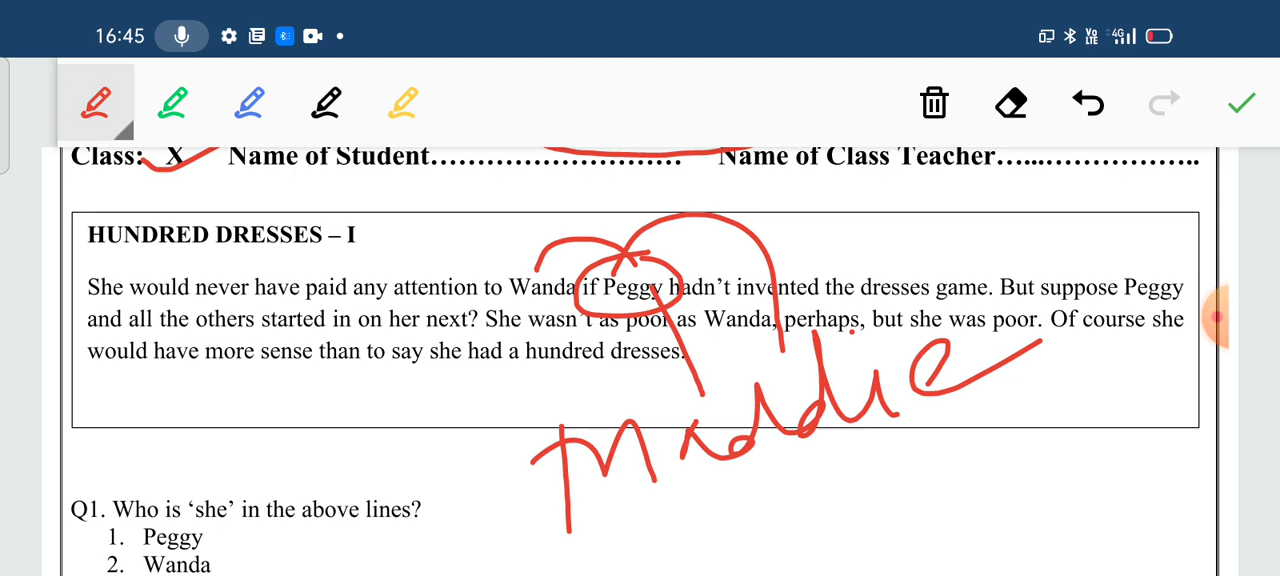 16:45
Vo LTE 4G
Class: X Name of Student........................... Name of Class Teacher.........................
HUNDRED DRESSES – I
She would never have paid any attention to Wanda if Peggy hadn't invented the dresses game. But suppose Peggy
and all the others started in on her next? She wasn't as poor as Wanda, perhaps, but she was poor. Of course she
would have more sense than to say she had a hundred dresses.
Maddie
Q1. Who is 'she' in the above lines?
1. Peggy
2. Wanda